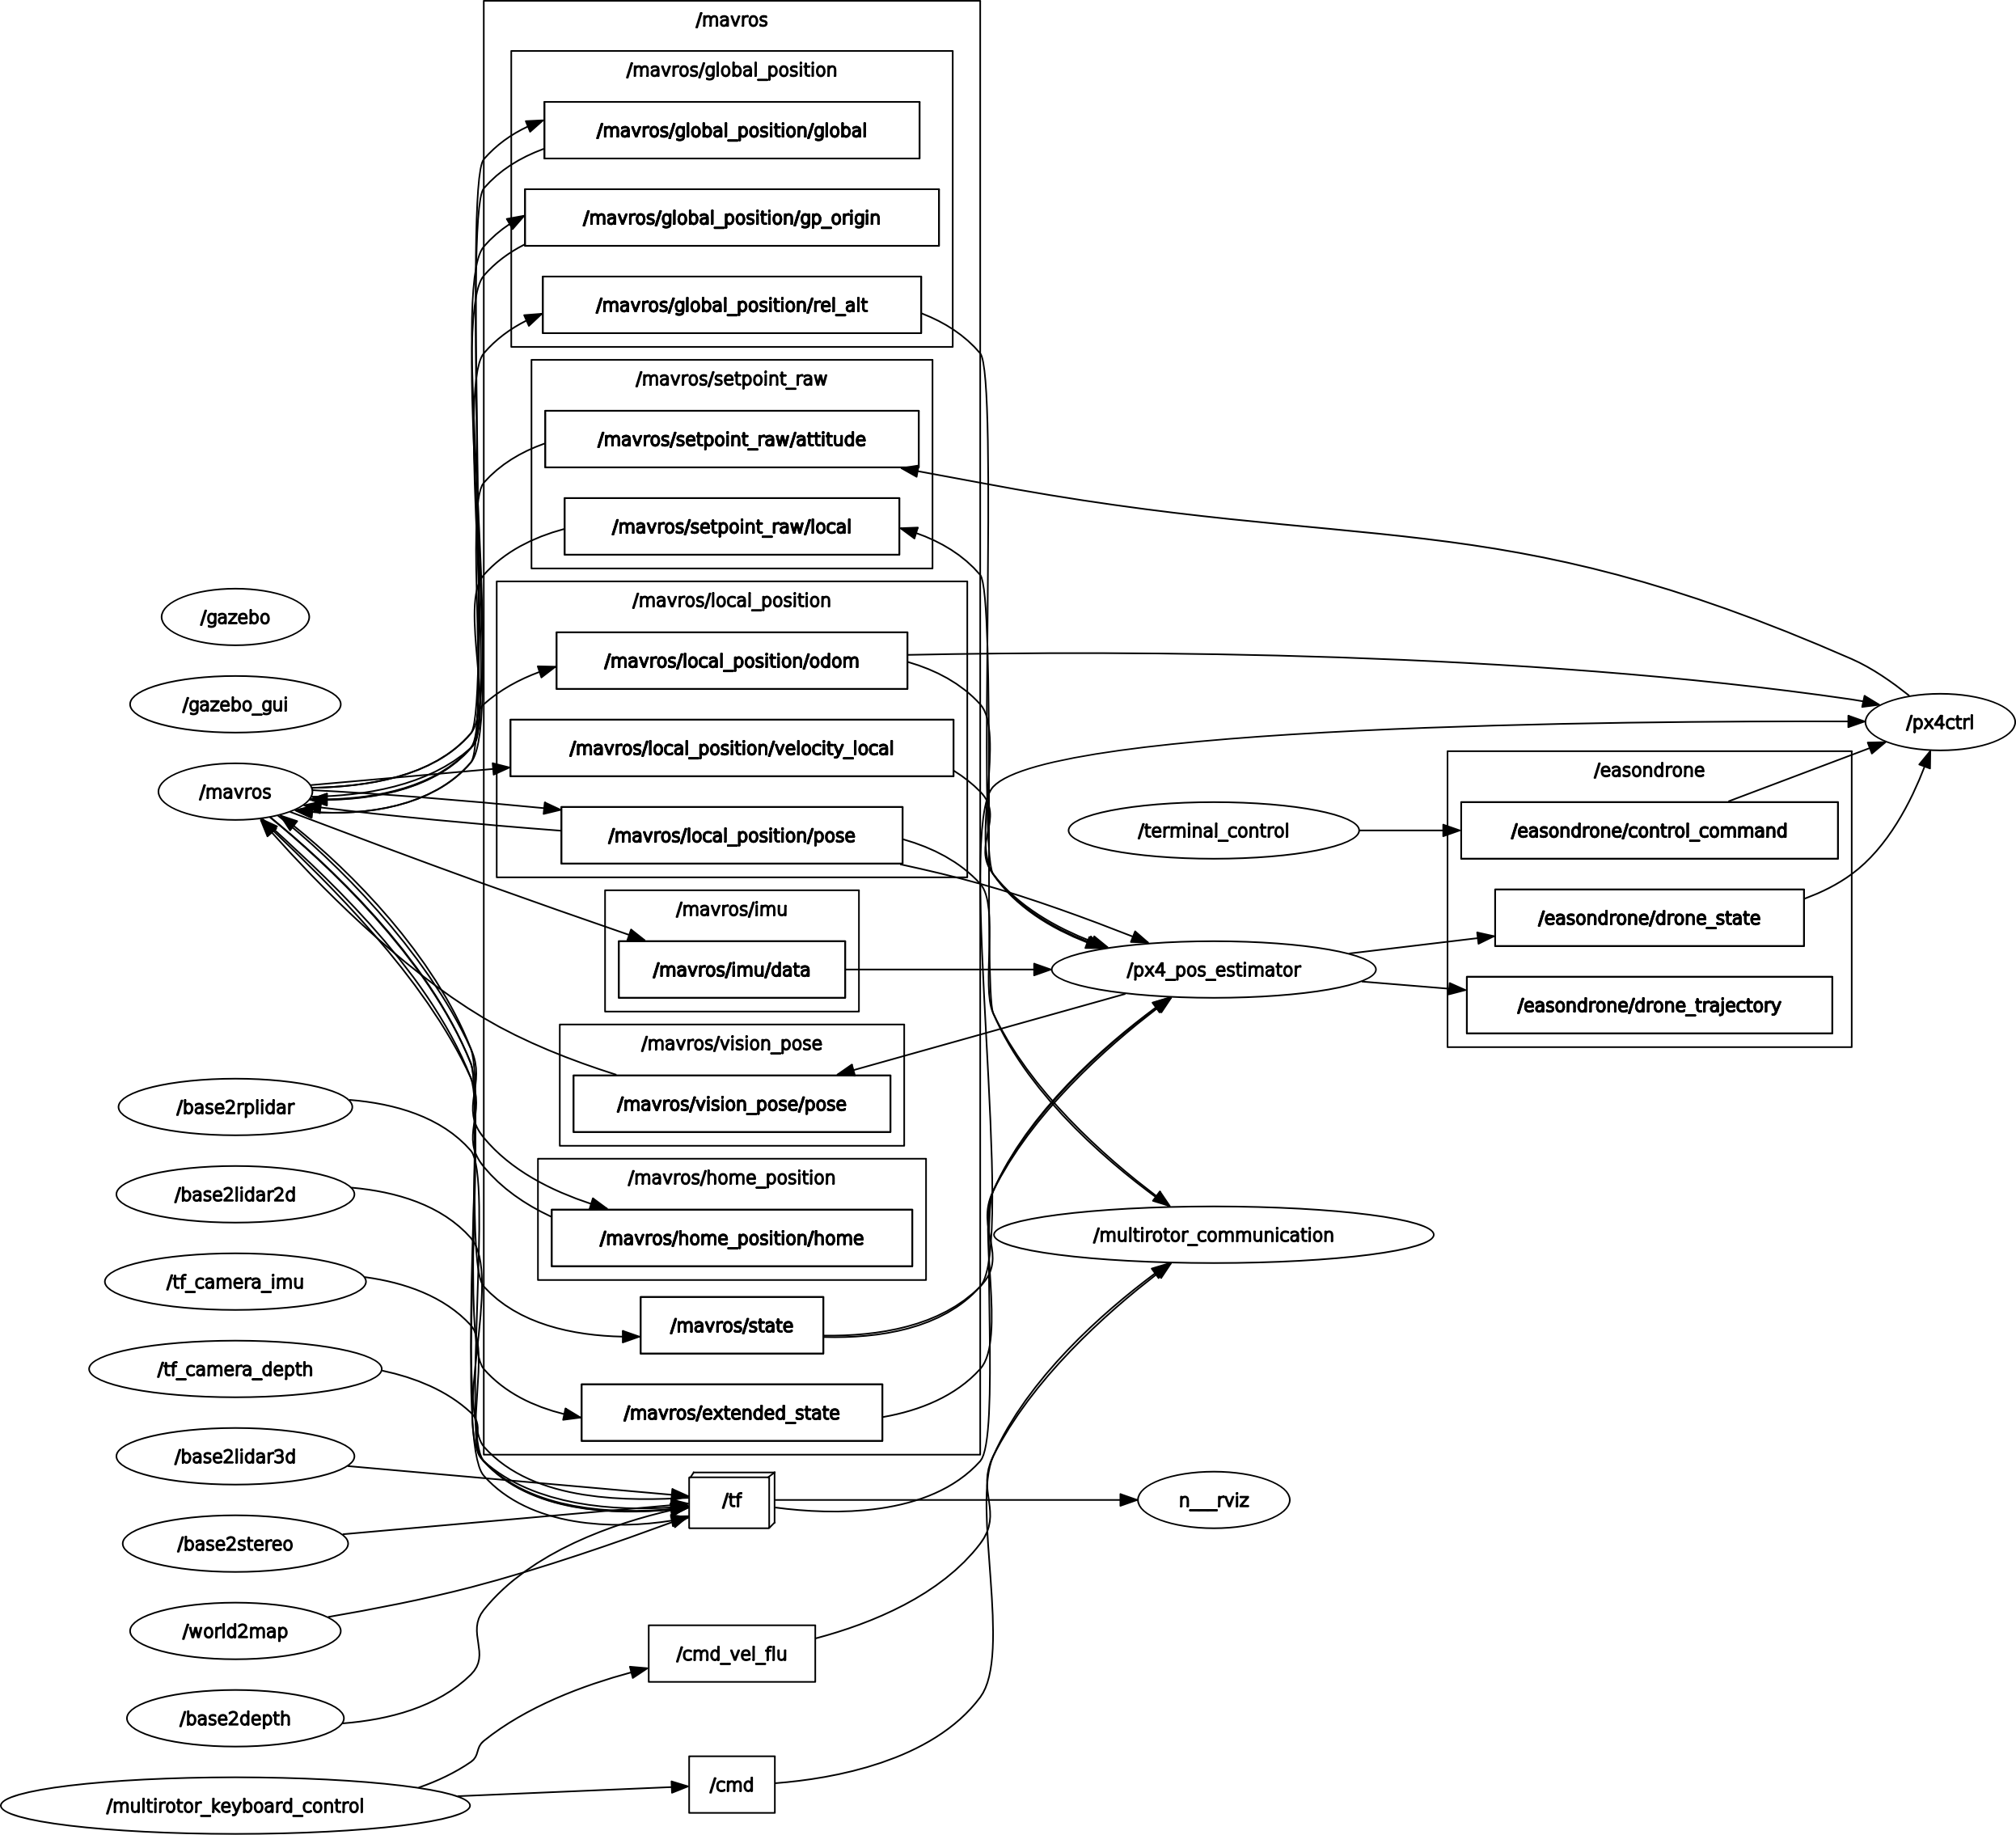 /mavros
/mavros/global_position
/mavros/global_position/global
/mavros/global_position/gp_origin
/mavros/global_position/rel_alt
/mavros/setpoint_raw
/mavros/setpoint_raw/attitude
/mavros/setpoint_raw/local
/mavros/local_position
/mavros/local_position/odom
/mavros/local_position/velocity_local
/mavros/local_position/pose
/mavros/imu
/mavros/imu/data
/mavros/vision_pose
/mavros/vision_pose/pose
/mavros/home_position
/mavros/home_position/home
/mavros/state
/mavros/extended_state
/gazebo
/gazebo_gui
/mavros
/base2rplidar
/base2lidar2d
/tf_camera_imu
/tf_camera_depth
/base2lidar3d
/base2stereo
/world2map
/base2depth
/multirotor_keyboard_control
/tf
/cmd_vel_flu
/cmd
/terminal_control
/px4_pos_estimator
/multirotor_communication
n___rviz
/easondrone
/easondrone/control_command
/easondrone/drone_state
/easondrone/drone_trajectory
/px4ctrl